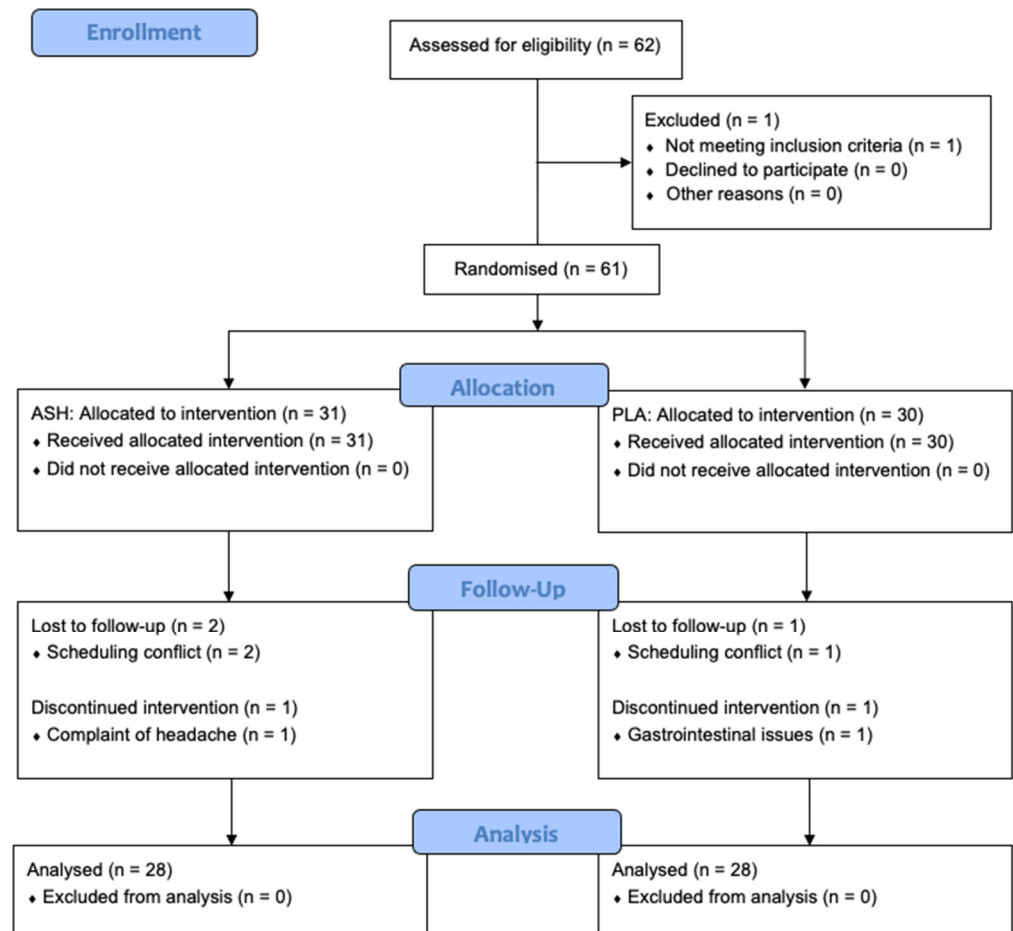 Enrollment
Assessed for eligibility (n = 62)
Excluded (n = 1)
♦ Not meeting inclusion criteria (n = 1)
♦ Declined to participate (n = 0)
♦ Other reasons (n = 0)
Randomised (n = 61)
Allocation
ASH: Allocated to intervention (n = 31)
♦ Received allocated intervention (n = 31)
♦ Did not receive allocated intervention (n = 0)
PLA: Allocated to intervention (n = 30)
♦ Received allocated intervention (n = 30)
♦ Did not receive allocated intervention (n = 0)
Follow-Up
Lost to follow-up (n = 2)
♦ Scheduling conflict (n = 2)
Discontinued intervention (n = 1)
♦ Complaint of headache (n = 1)
Lost to follow-up (n = 1)
♦ Scheduling conflict (n = 1)
Discontinued intervention (n = 1)
♦ Gastrointestinal issues (n = 1)
Analysis
Analysed (n = 28)
♦ Excluded from analysis (n = 0)
Analysed (n = 28)
♦ Excluded from analysis (n = 0)